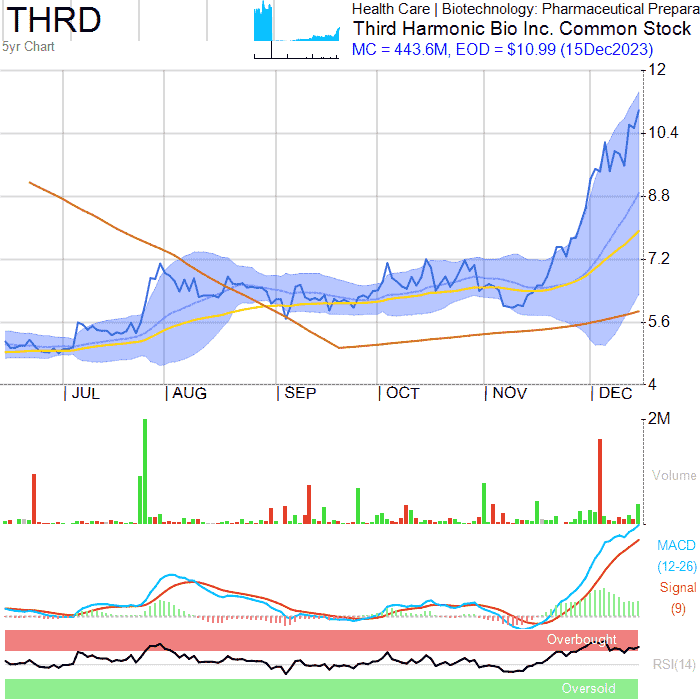 THRD
5yr Chart
Health Care | Biotechnology: Pharmaceutical Prepara
Third Harmonic Bio Inc. Common Stock
MC = 443.6M, EOD = $10.99 (15Dec2023)
12
10.4
8.8
7.2
5.6
4
JUL AUG SEP OCT NOV DEC
2M
Volume
MACD
(12-26)
Signal
(9)
Overbought
RSI(14)
Oversold